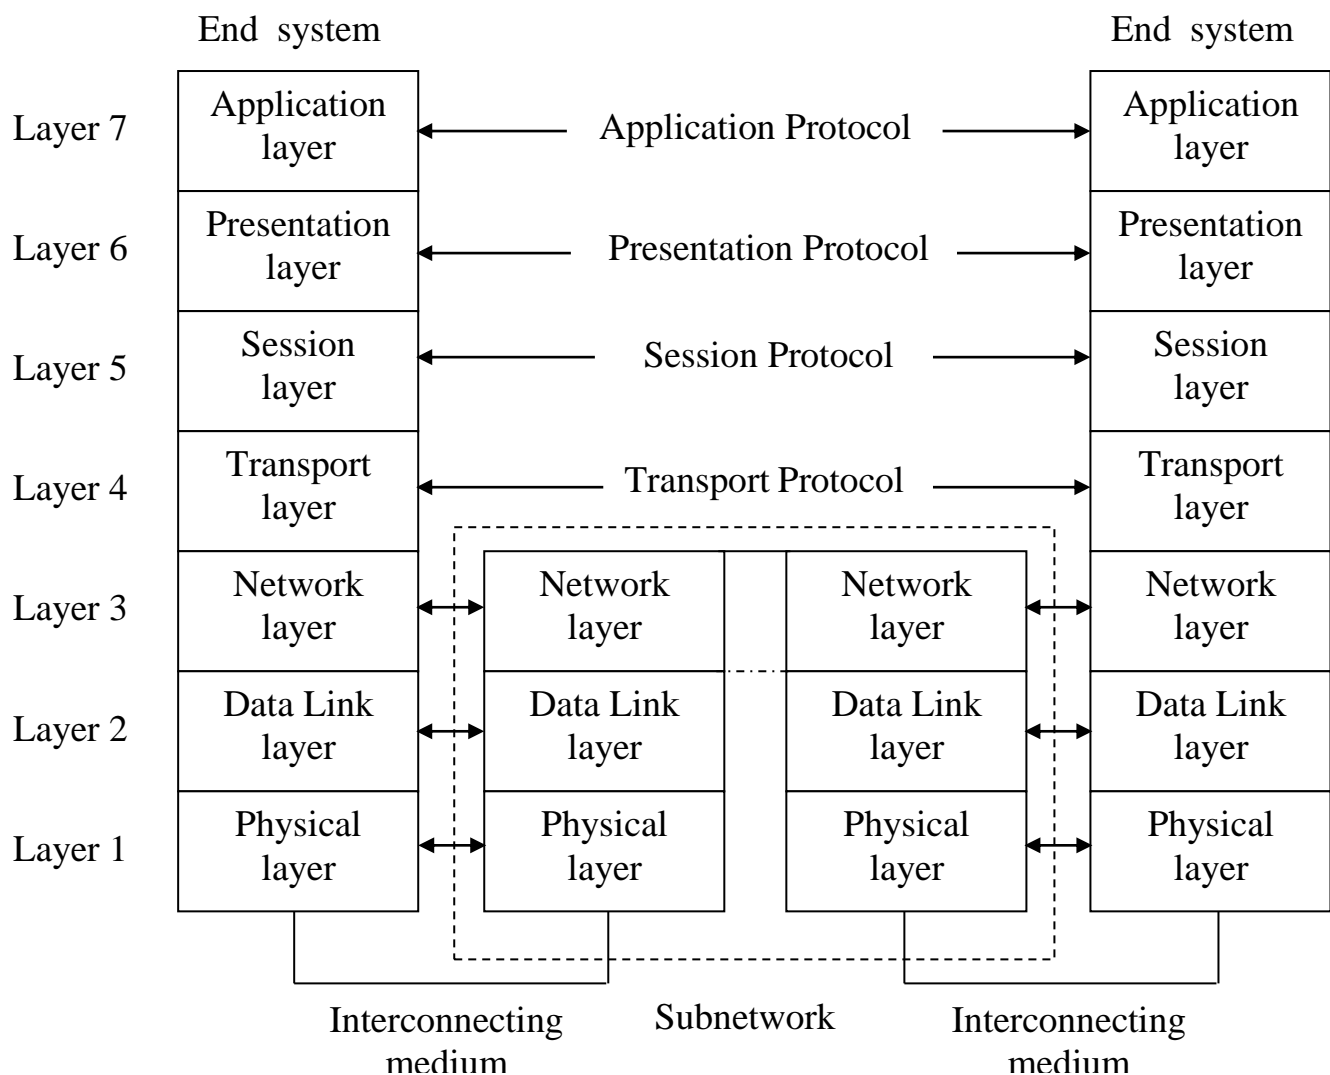 End system End system
Layer 7 Application layer Application Protocol Application layer
Layer 6 Presentation layer Presentation Protocol Presentation layer
Layer 5 Session layer Session Protocol Session layer
Layer 4 Transport layer Transport Protocol Transport layer
Layer 3 Network layer Network layer Network layer Network layer
Layer 2 Data Link layer Data Link layer Data Link layer Data Link layer
Layer 1 Physical layer Physical layer Physical layer Physical layer
Interconnecting medium Subnetwork Interconnecting medium